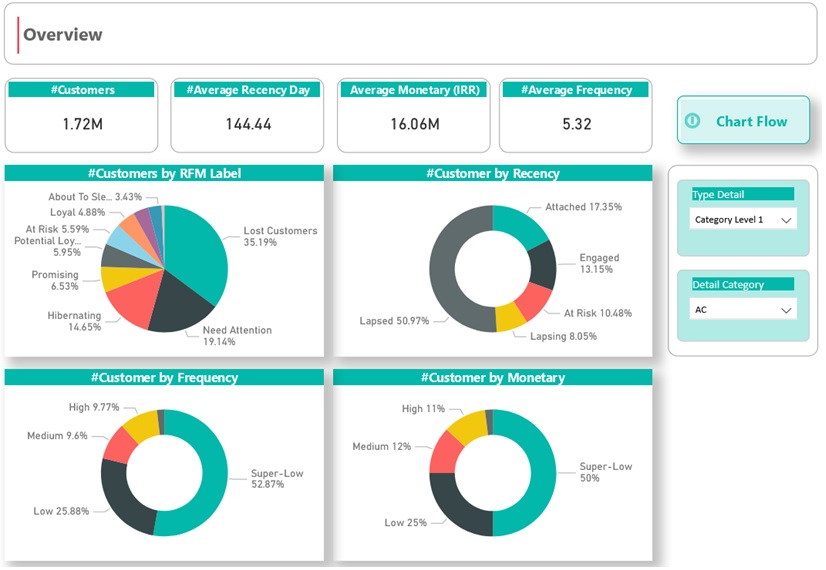 Overview
#Customers
1.72M
#Average Recency Day
144.44
Average Monetary (IRR)
16.06M
#Average Frequency
5.32
Chart Flow
#Customers by RFM Label
About To Sle... 3.43%
Loyal 4.88%
At Risk 5.59%
Potential Loy...
5.95%
Promising
6.53%
Hibernating
14.65%
Need Attention
19.14%
Lost Customers
35.19%
#Customer by Recency
Attached 17.35%
Engaged
13.15%
At Risk 10.48%
Lapsing 8.05%
Lapsed 50.97%
Type Detail
Category Level 1
Detail Category
AC
#Customer by Frequency
High 9.77%
Medium 9.6%
Low 25.88%
Super-Low
52.87%
#Customer by Monetary
High 11%
Medium 12%
Low 25%
Super-Low
50%